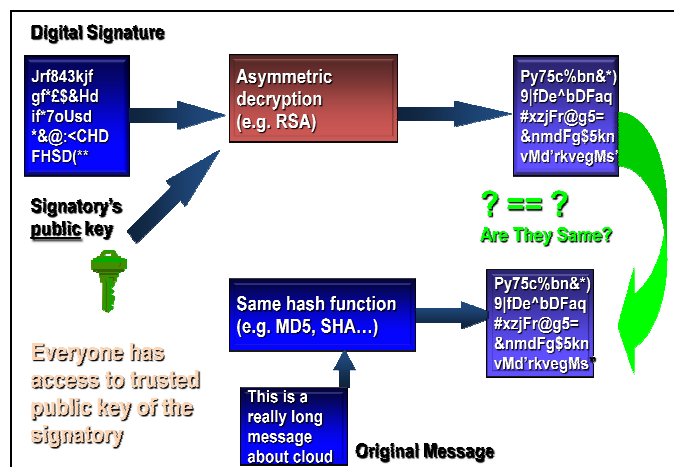 Digital Signature
Jrf843kjf
gf*£$&Hd
if*7oUsd
*&@:<CHD
FHSD(**
Asymmetric
decryption
(e.g. RSA)
Py75c%bn&*)
9|fDe^bDFaq
#xzjFr@g5=
&nmdFg$5kn
vMd'rkvegMs"
Signatory's
public key
? == ?
Are They Same?
Same hash function
(e.g. MD5, SHA…)
Py75c%bn&*)
9|fDe^bDFaq
#xzjFr@g5=
&nmdFg$5kn
vMd'rkvegMs"
Everyone has
access to trusted
public key of the
signatory
This is a
really long
message
about cloud
Original Message